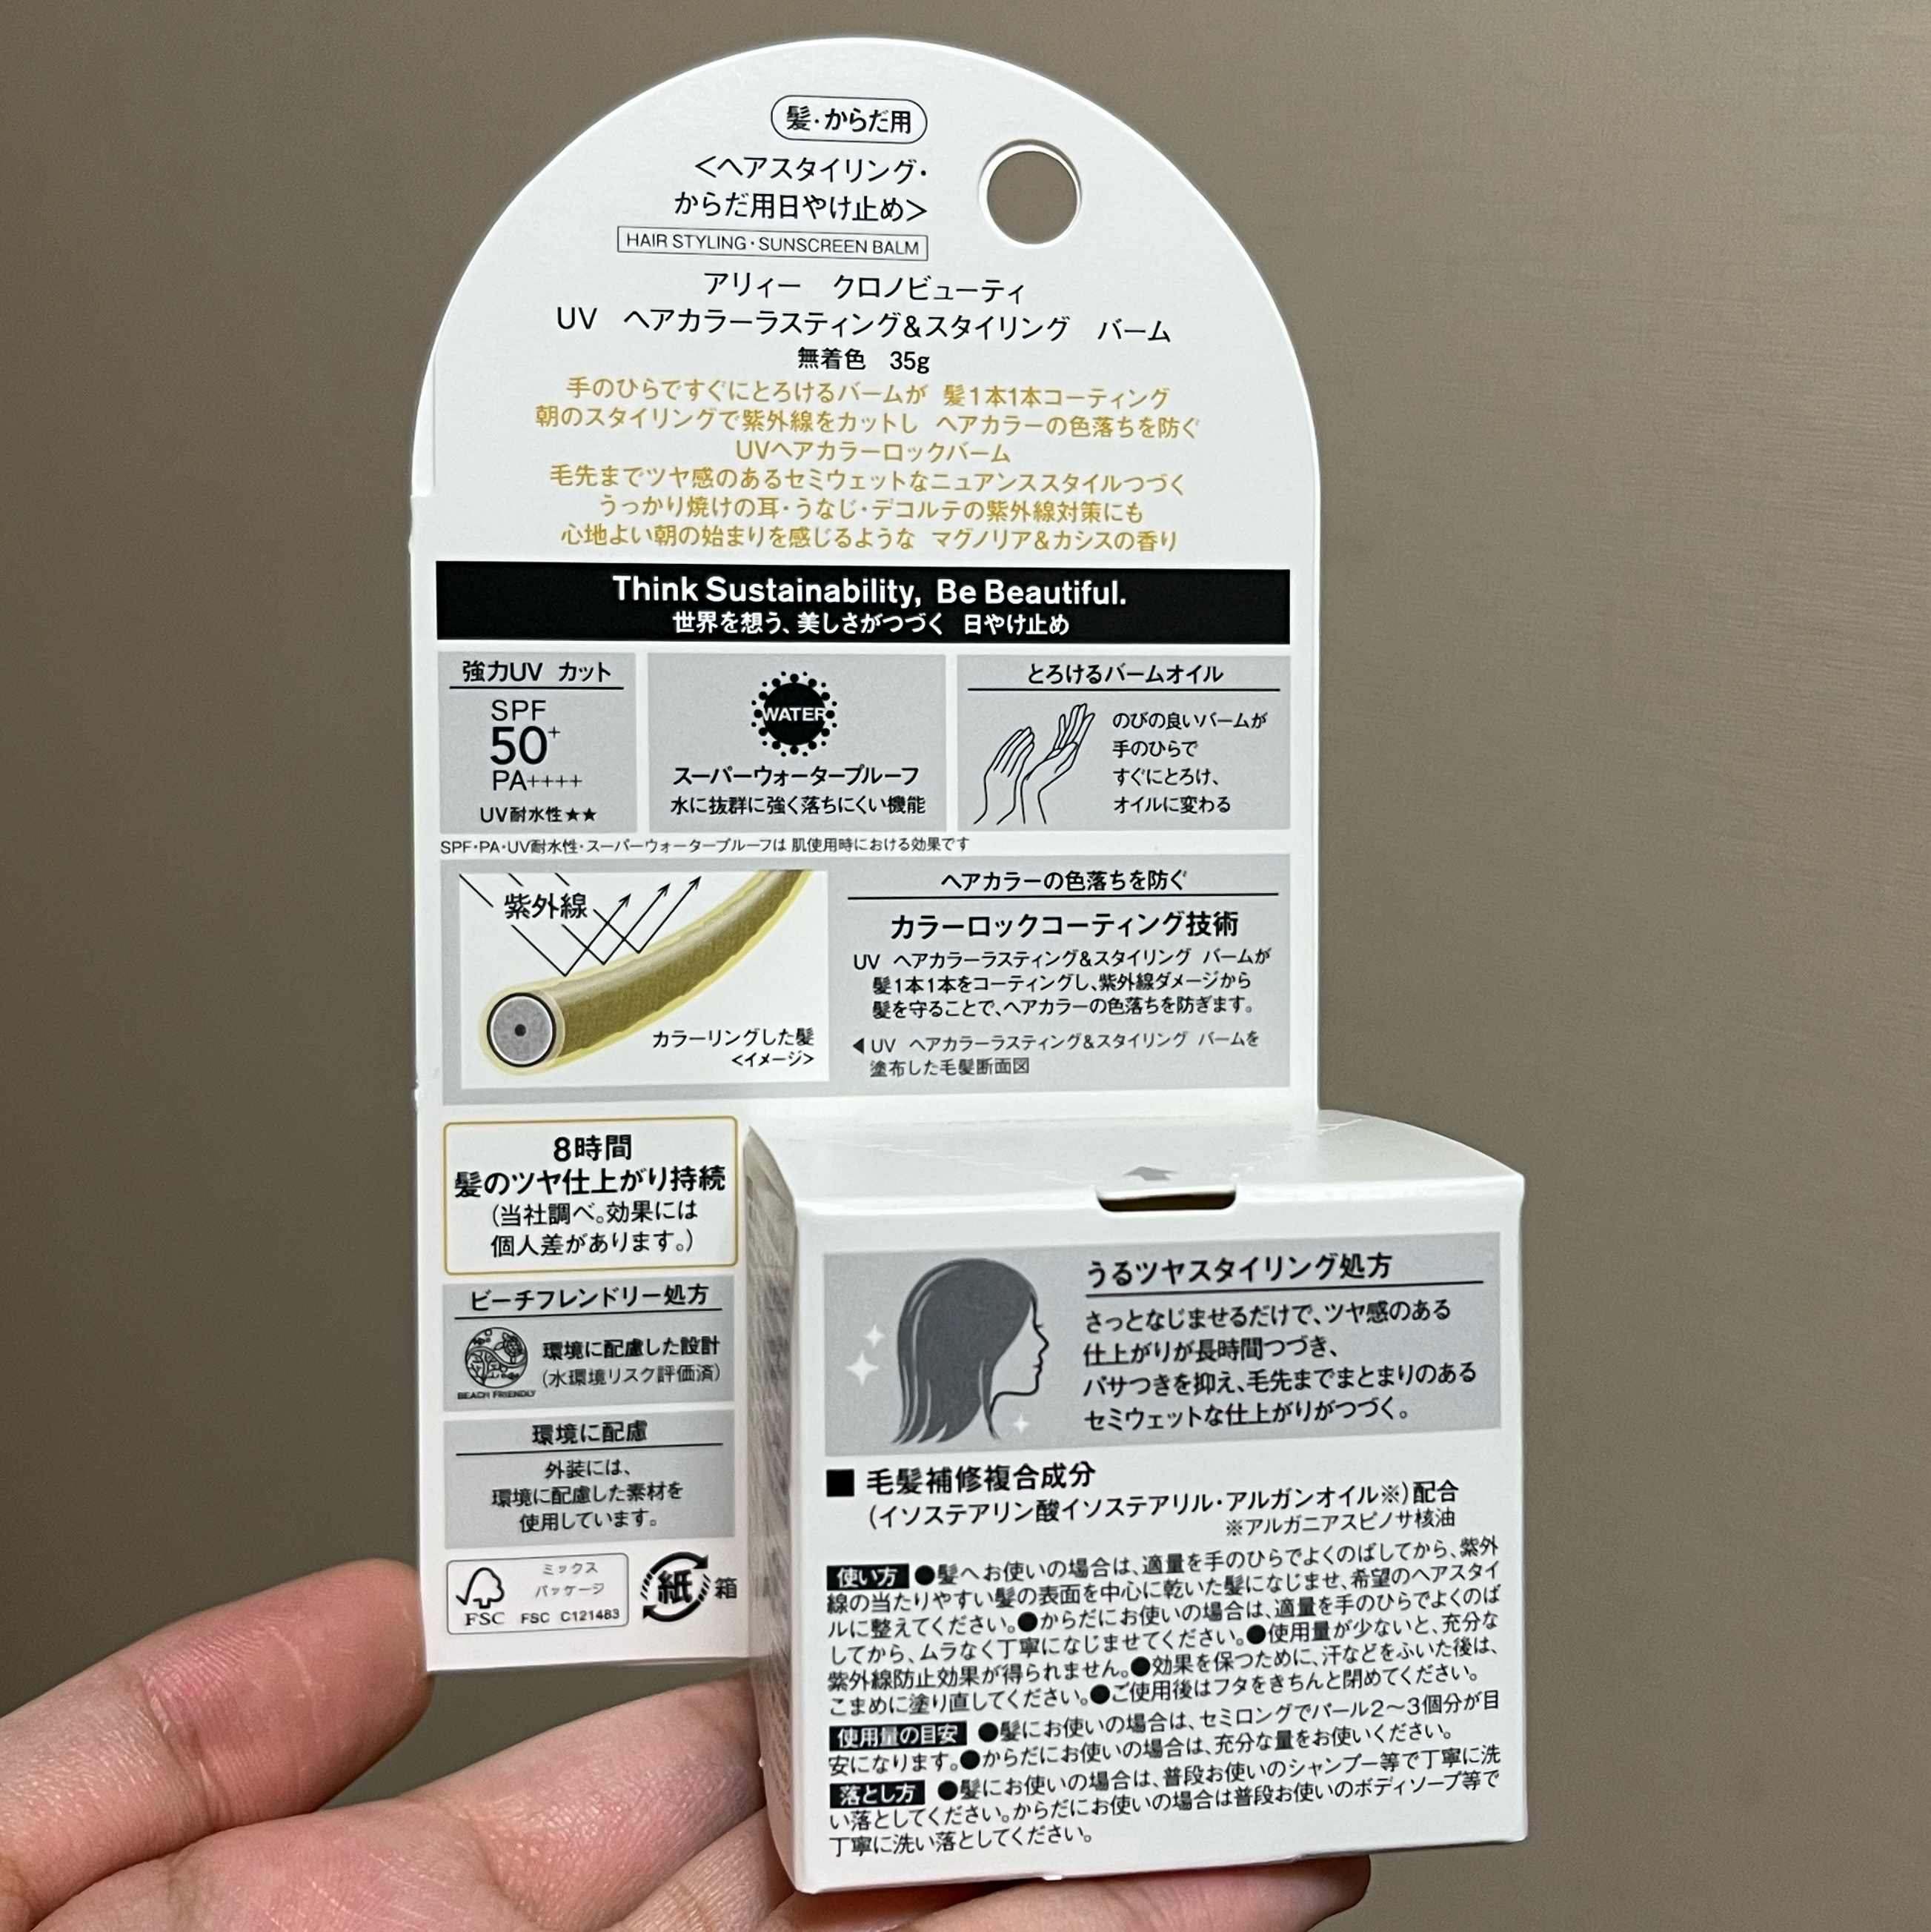 髪・からだ用
<ヘアスタイリング・
からだ用日やけ止め>
HAIR STYLING・SUNSCREEN BALM
アリィー　クロノビューティ
UV　ヘアカラーラスティング&スタイリング　バーム
無着色　35g
手のひらですぐにとろけるバームが　髪1本1本コーティング
朝のスタイリングで紫外線をカットし　ヘアカラーの色落ちを防ぐ
UVヘアカラーロックバーム
毛先までツヤ感のあるセミウェットなニュアンススタイルつづく
うっかり焼けの耳・うなじ・デコルテの紫外線対策にも
心地よい朝の始まりを感じるような　マグノリア&カシスの香り
Think Sustainability, Be Beautiful.
世界を想う、美しさがつづく　日やけ止め
強力UV　カット
SPF
50+
PA++++
UV耐水性★★
WATER
スーパーウォータープルーフ
水に抜群に強く落ちにくい機能
とろけるバームオイル
のびの良いバームが
手のひらで
すぐにとろけ、
オイルに変わる
SPF・PA・UV耐水性・スーパーウォータープルーフは 肌使用時における効果です
紫外線
カラーリングした髪
<イメージ>
ヘアカラーの色落ちを防ぐ
カラーロックコーティング技術
UV　ヘアカラーラスティング&スタイリング　バームが
髪1本1本をコーティングし、紫外線ダメージから
髪を守ることで、ヘアカラーの色落ちを防ぎます。
◀UV　ヘアカラーラスティング&スタイリング　バームを
塗布した毛髪断面図
8時間
髪のツヤ仕上がり持続
(当社調べ。効果には
個人差があります。)
ビーチフレンドリー処方
環境に配慮した設計
(水環境リスク評価済)
BEACH FRIENDLY
環境に配慮
外装には、
環境に配慮した素材を
使用しています。
ミックス
パッケージ
FSC　FSC C121483
紙　箱
うるツヤスタイリング処方
さっとなじませるだけで、ツヤ感のある
仕上がりが長時間つづき、
パサつきを抑え、毛先までまとまりのある
セミウェットな仕上がりがつづく。
■ 毛髪補修複合成分
(イソステアリン酸イソステアリル・アルガンオイル※)配合
※アルガニアスピノサ核油
使い方 ●髪へお使いの場合は、適量を手のひらでよくのばしてから、紫外
線の当たりやすい髪の表面を中心に乾いた髪になじませ、希望のヘアスタイ
ルに整えてください。●からだにお使いの場合は、適量を手のひらでよくのば
してから、ムラなく丁寧になじませてください。●使用量が少ないと、充分な
紫外線防止効果が得られません。●効果を保つために、汗などをふいた後は、
こまめに塗り直してください。●ご使用後はフタをきちんと閉めてください。
使用量の目安 ●髪にお使いの場合は、セミロングでパール2～3個分が目
安になります。●からだにお使いの場合は、充分な量をお使いください。
落とし方 ●髪にお使いの場合は、普段お使いのシャンプー等で丁寧に洗
い落としてください。からだにお使いの場合は普段お使いのボディソープ等で
丁寧に洗い落としてください。